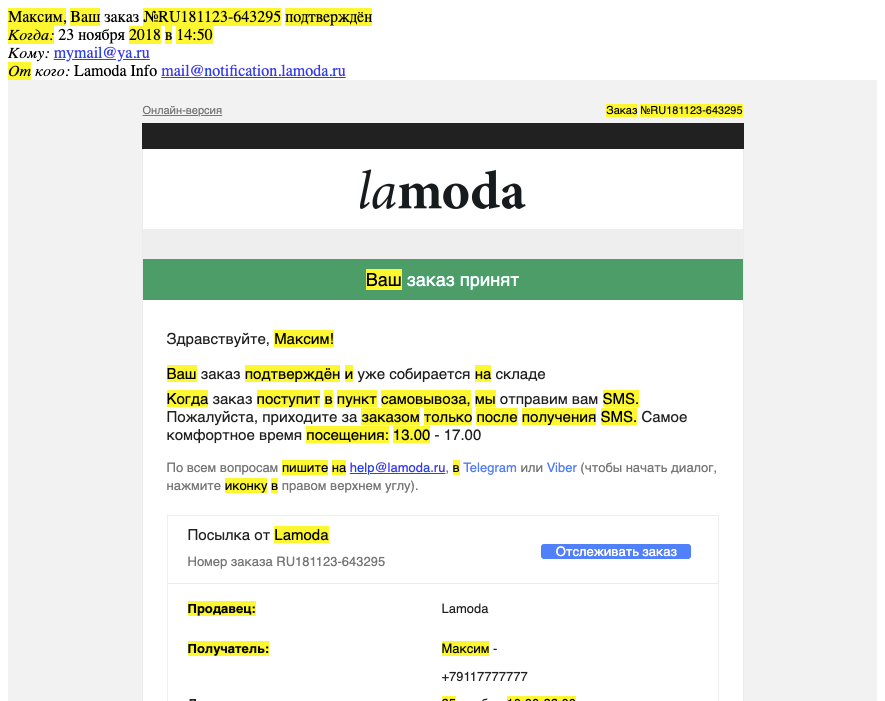 Максим, Ваш заказ №RU181123-643295 подтверждён
Когда: 23 ноября 2018 в 14:50
Кому: mymail@ya.ru
От кого: Lamoda Info mail@notification.lamoda.ru
Онлайн-версия
Заказ №RU181123-643295
lamoda
Ваш заказ принят
Здравствуйте, Максим!
Ваш заказ подтверждён и уже собирается на складе
Когда заказ поступит в пункт самовывоза, мы отправим вам SMS.
Пожалуйста, приходите за заказом только после получения SMS. Самое
комфортное время посещения: 13.00 - 17.00
По всем вопросам пишите на help@lamoda.ru, в Telegram или Viber (чтобы начать диалог,
нажмите иконку в правом верхнем углу).
Посылка от Lamoda
Номер заказа RU181123-643295
Отслеживать заказ
Продавец: Lamoda
Получатель: Максим -
+79117777777